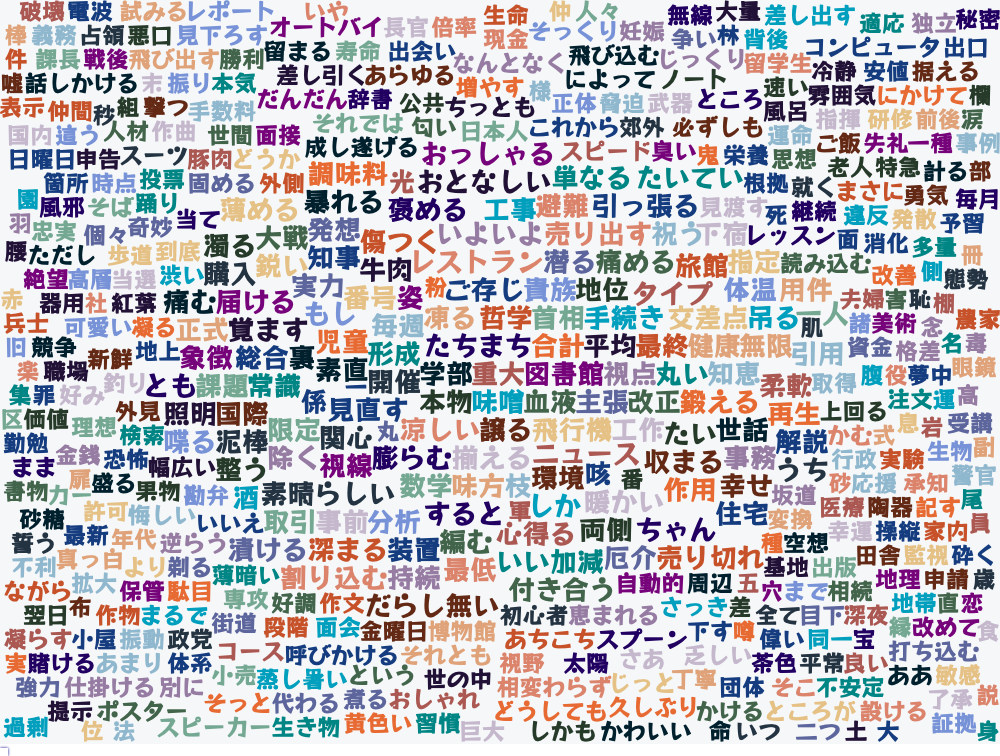 破壊 電波 試みる レポート いや 生命 仲 人々 無線 大量 差し出す 適応 独立 秘密
棒 義務 占領 悪口 見下ろす オートバイ 長官 倍率 現金 そっくり 妊娠 争い 林 背後 コンピュータ 出口
件 課長 戦後 飛び出す 勝利 留まる 寿命 出会い なんとなく 飛び込む じっくり 留学生 冷静 安値 据える
嘘 話しかける 末 振り 本気 差し引く あらゆる 増やす 様 によって ノート 速い 雰囲気 にかけて 欄
表示 仲間 秒 組 撃つ 手数料 だんだん 辞書 公共 ちっとも 正体 脅迫 武器 ところ 風呂 指揮 研修 前後 涙
国内 違う 人材 作曲 世間 面接 それでは 匂い 日本人 これから 郊外 必ずしも 運命 ご飯 失礼 一種 事例
日曜日 申告 スーツ 豚肉 どうか 成し遂げる おっしゃる スピード 臭い 鬼 栄養 思想 老人 特急 計る 部
箇所 時点 投票 固める 外側 調味料 光 おとなしい 単なる たいてい 根拠 就く まさに 勇気 毎月
園 風邪 そば 踊り 当て 薄める 暴れる 褒める 工事 避難 引っ張る 見渡す 死 継続 違反 発散 予習
羽 忠実 個々 奇妙 濁る 大戦 発想 傷つく いよいよ 売り出す 祝う 下宿 レッスン 面 消化 多量 冊
腰 ただし 歩道 到底 鋭い 知事 牛肉 レストラン 潜る 痛める 旅館 指定 読み込む 改善 側 態勢
絶望 高層 当選 渋い 購入 実力 番号 姿 粉 ご存じ 貴族 地位 タイプ 体温 用件 夫婦 害 恥 棚
赤 器用 社 紅葉 痛む 届ける もし 毎週 凍る 哲学 首相 手続き 交差点 吊る 一人 肌 諸 美術 念 農家
兵士 可愛い 凝る 正式 覚ます 児童 形成 たちまち 合計 平均 最終 健康 無限 引用 資金 格差 名 毒
旧 競争 新鮮 地上 象徴 総合 裏 素直 開催 学部 重大 図書館 視点 丸い 知恵 柔軟 取得 腹 役 夢中 眼鏡
楽 職場 釣り とも 課題 常識 一 係 見直す 本物 味噌 血液 主張 改正 鍛える 再生 上回る 注文 運 高
集 罪 好み 外見 照明 国際 限定 関心 丸 涼しい 譲る 飛行機 工作 たい 世話 解説 かむ 式 息 岩 受講
区 価値 理想 検索 喋る 泥棒 除く 視線 膨らむ 揃える ニュース 収まる 事務 うち 行政 実験 生物 副
勤勉 金銭 恐怖 幅広い 整う 数学 味方 枝 環境 咳 番 作用 幸せ 坂道 砂 応援 承知 警官
まま 扉 盛る 男物 勘弁 酒 素晴らしい すると 軍 しか 暖かい 住宅 変換 医療 陶器 記す 尾
書物 カー 許可 悔しい いいえ 取引 事前 分析 編む 心得る 両側 ちゃん 種 空想 幸運 操縦 家内 員
砂糖 最新 年代 逆らう 漬ける 深まる 装置 いい加減 厄介 売り切れ 基地 出版 田舎 監視 砕く
誓う 真っ白 より 剃る 薄暗い 割り込む 持続 最低 付き合う 自動的 周辺 五 穴 まで 相続 地理 申請 歳
不利 拡大 保管 駄目 専攻 好調 作文 だらし無い 初心者 恵まれる さっき 差 全て 目下 深夜 地帯 直 恋
ながら 翌日 布 作物 まるで 街道 段階 面会 金曜日 博物館 あちこち スプーン 下す 噂 偉い 同一 宝 縁 改めて 食
凝らす 小屋 振動 政党 コース 呼びかける それとも 視野 太陽 さあ 乏しい 茶色 平常 良い 打ち込む
実 賭ける あまり 体系 小売 蒸し暑い という 世の中 相変わらず じっと 丁寧 団体 そこ 不安定 ああ 敏感
強力 仕掛ける 別に そっと 代わる 煮る おしゃれ どうしても 久しぶり かける ところが 設ける 了承 説
提示 ポスター スピーカー 生き物 黄色い 習慣 巨大 しかも かわいい 命 いつ 二つ 土 大 証拠 身
過剰 位 法